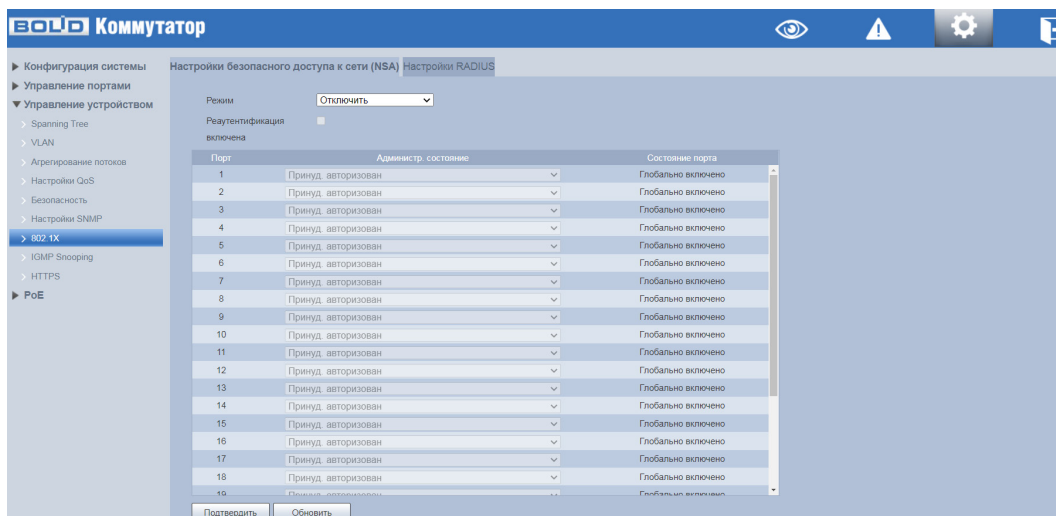 BOLID Коммутатор
Конфигурация системы
Управление портами
Управление устройством
Spanning Tree
VLAN
Агрегирование потоков
Настройки QoS
Безопасность
Настройки SNMP
802.1X
IGMP Snooping
HTTPS
PoE
Настройки безопасного доступа к сети (NSA) Настройки RADIUS
Режим Отключить
Реаутентификация
включена
Порт Администр. состояние Состояние порта
1 Принуд. авторизован Глобально включено
2 Принуд. авторизован Глобально включено
3 Принуд. авторизован Глобально включено
4 Принуд. авторизован Глобально включено
5 Принуд. авторизован Глобально включено
6 Принуд. авторизован Глобально включено
7 Принуд. авторизован Глобально включено
8 Принуд. авторизован Глобально включено
9 Принуд. авторизован Глобально включено
10 Принуд. авторизован Глобально включено
11 Принуд. авторизован Глобально включено
12 Принуд. авторизован Глобально включено
13 Принуд. авторизован Глобально включено
14 Принуд. авторизован Глобально включено
15 Принуд. авторизован Глобально включено
16 Принуд. авторизован Глобально включено
17 Принуд. авторизован Глобально включено
18 Принуд. авторизован Глобально включено
19 Принуд. авторизован Глобально включено
Подтвердить Обновить